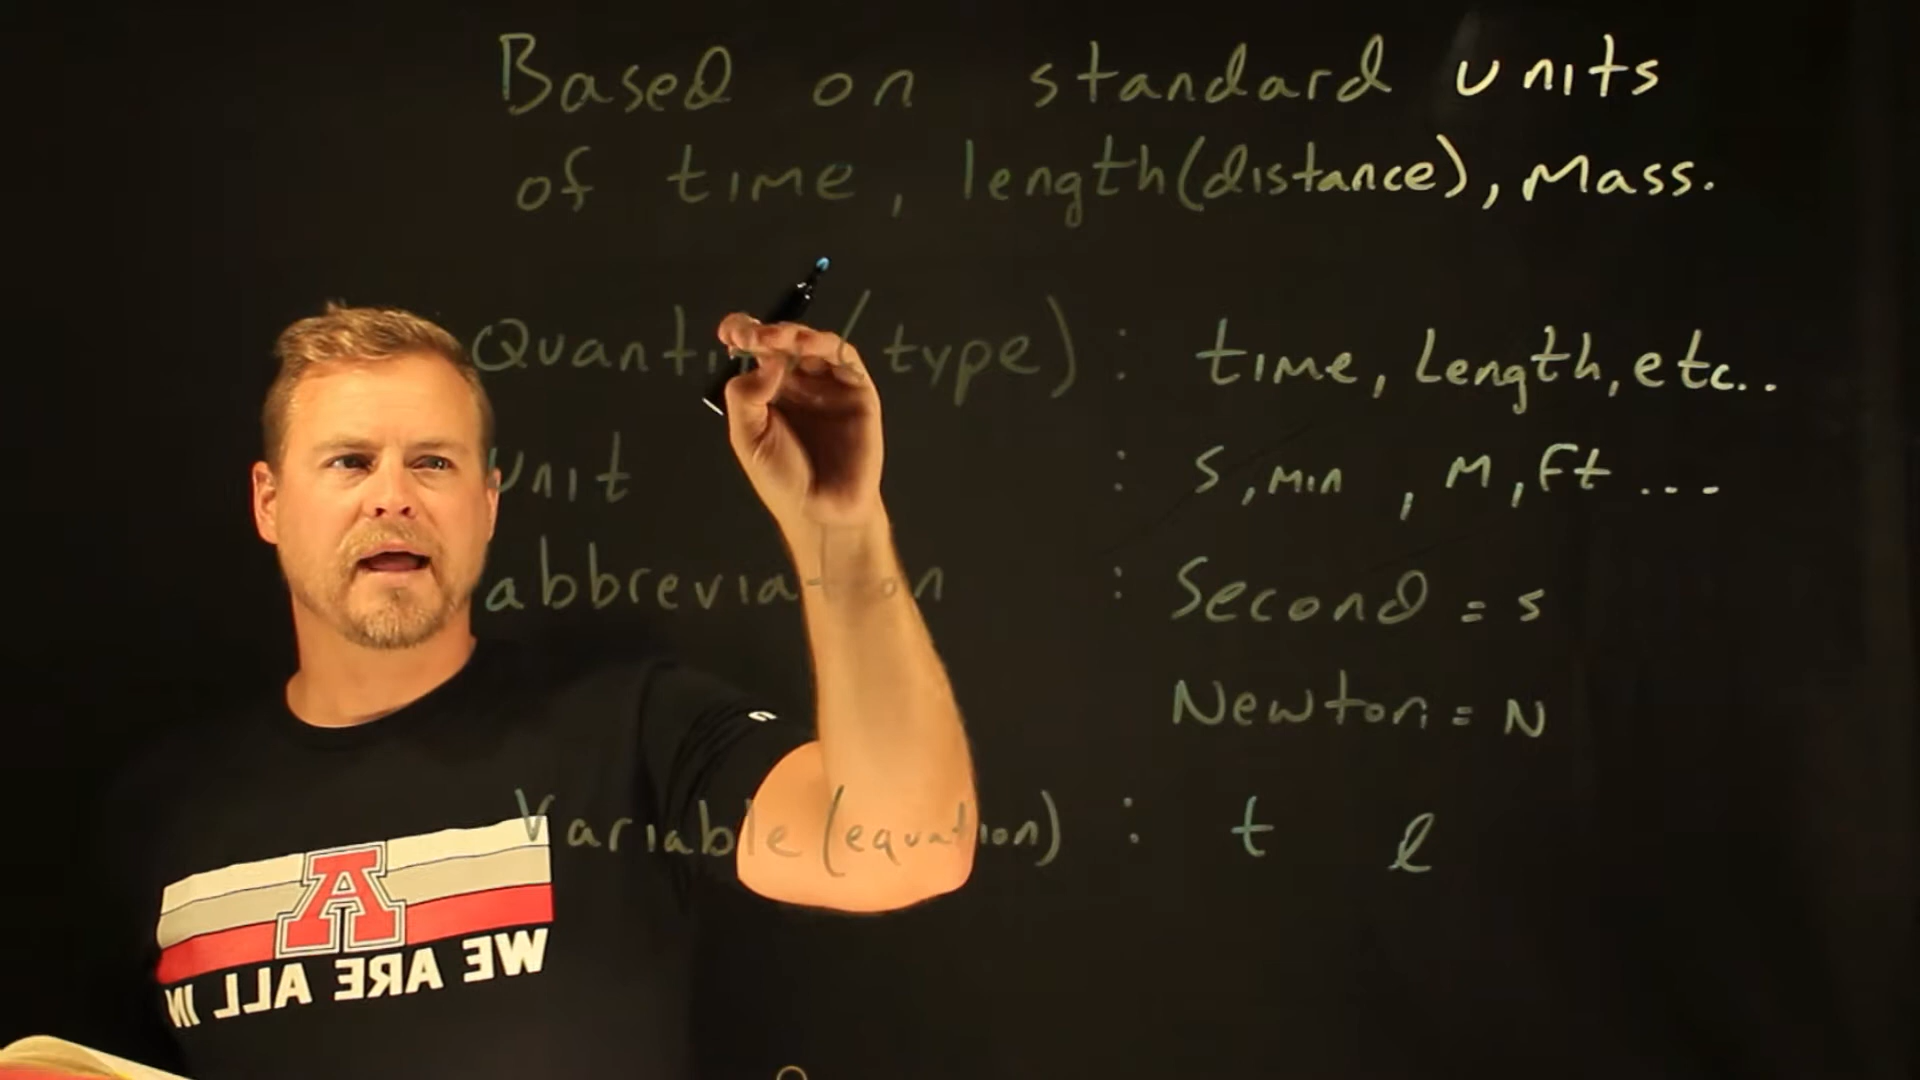 Based on standard units
of time, length(distance), Mass.
Quantity (type) : time, Length, etc..
Unit : s, min , m, ft ...
abbreviation : Second = s
Newton = N
Variable (equation) : t l
A
WE ARE ALL IN